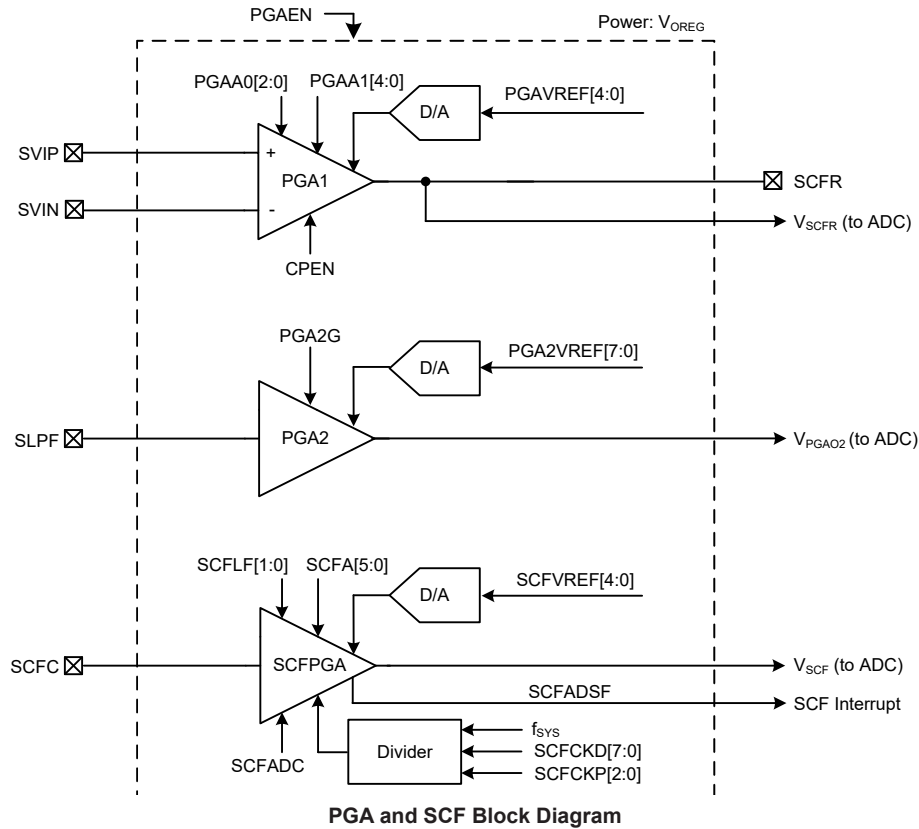 PGAEN
Power: VOREG
PGAA0[2:0]
PGAA1[4:0]
D/A
PGAVREF[4:0]
SVIP
+
PGA1
SCFR
SVIN
-
VSCFR (to ADC)
CPEN
PGA2G
D/A
PGA2VREF[7:0]
SLPF
PGA2
VPGAO2 (to ADC)
SCFLF[1:0]
SCFA[5:0]
D/A
SCFVREF[4:0]
SCFC
SCFPGA
VSCF (to ADC)
SCFADSF
SCF Interrupt
SCFADC
Divider
fSYS
SCFCKD[7:0]
SCFCKP[2:0]
PGA and SCF Block Diagram